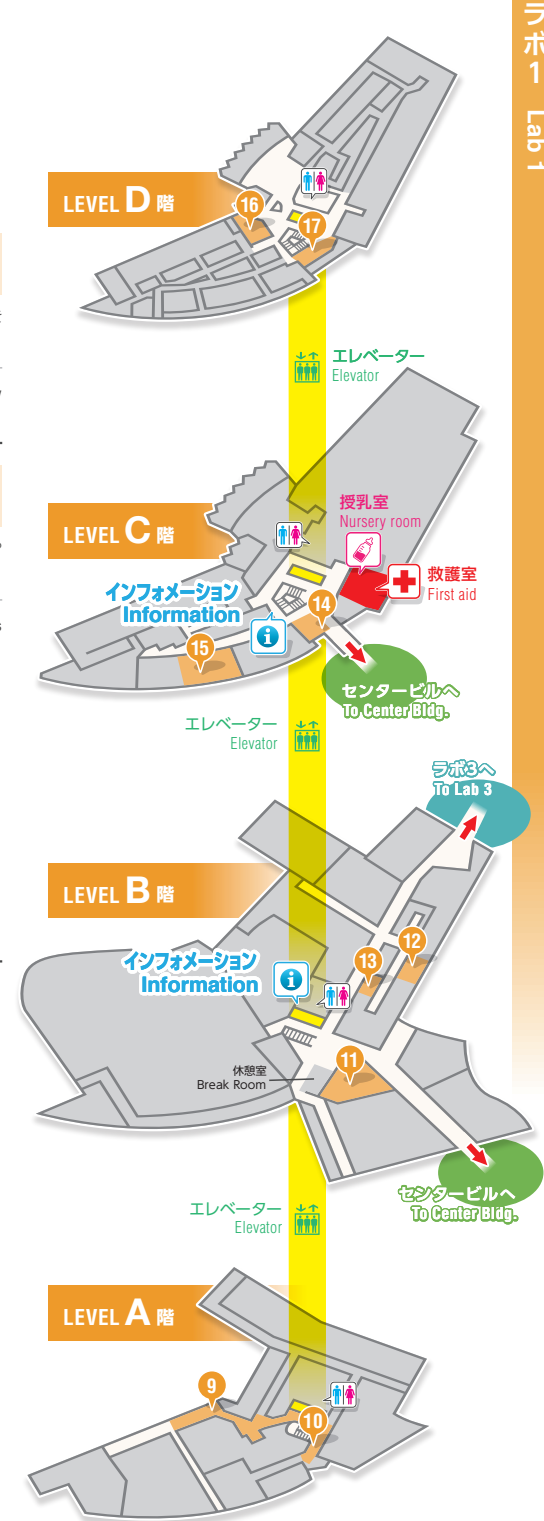 ラボ1 Lab 1
LEVEL D 階
16
17
エレベーター
Elevator
LEVEL C 階
授乳室
Nursery room
救護室
First aid
インフォメーション
Information
14
15
センタービルへ
To Center Bldg.
エレベーター
Elevator
ラボ3へ
To Lab 3
LEVEL B 階
12
13
インフォメーション
Information
11
休憩室
Break Room
センタービルへ
To Center Bldg.
エレベーター
Elevator
LEVEL A 階
9
10